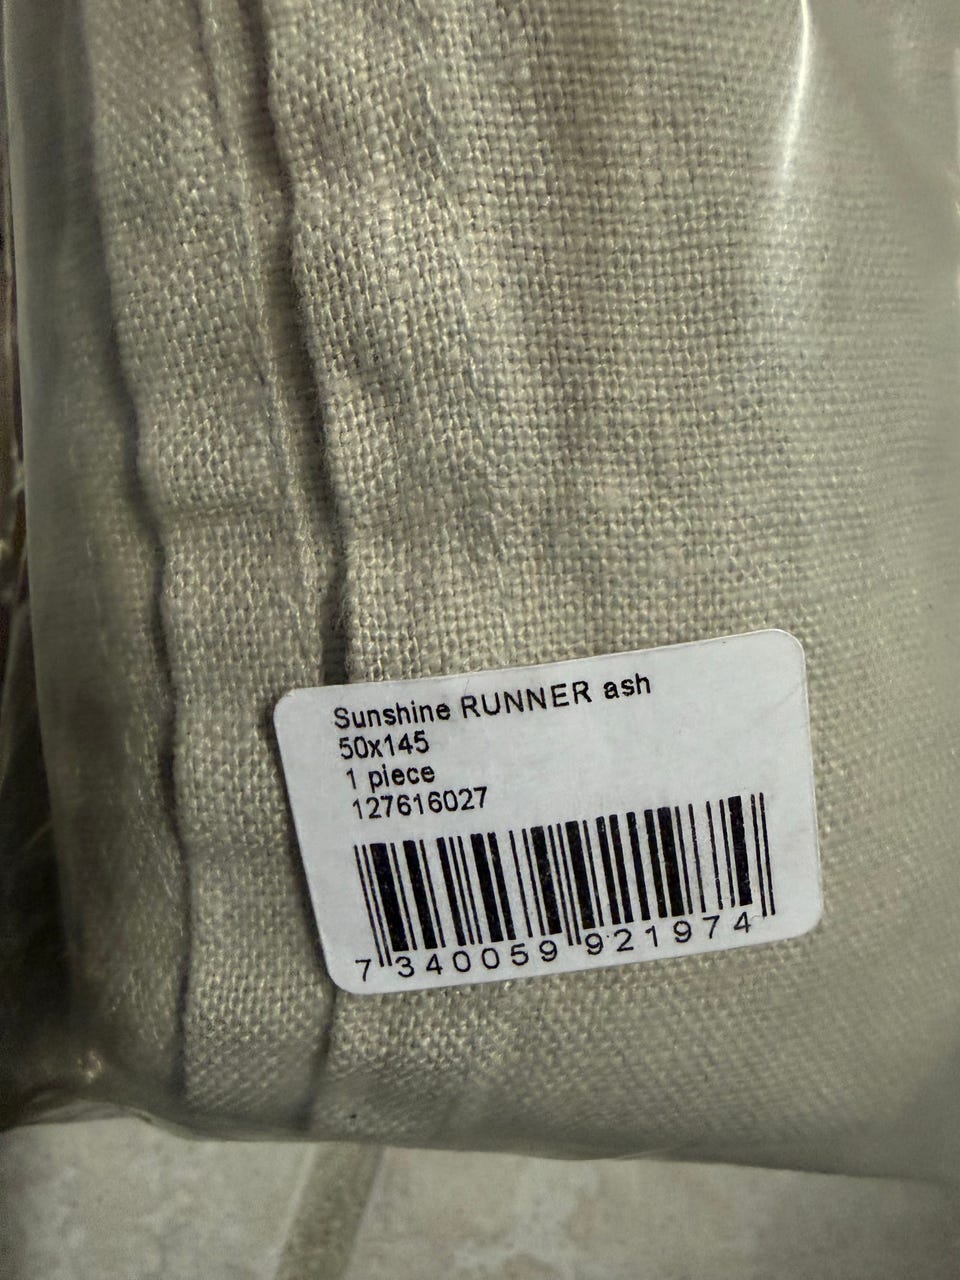 Sunshine RUNNER ash
50x145
1 piece
127616027
7 340059 921974